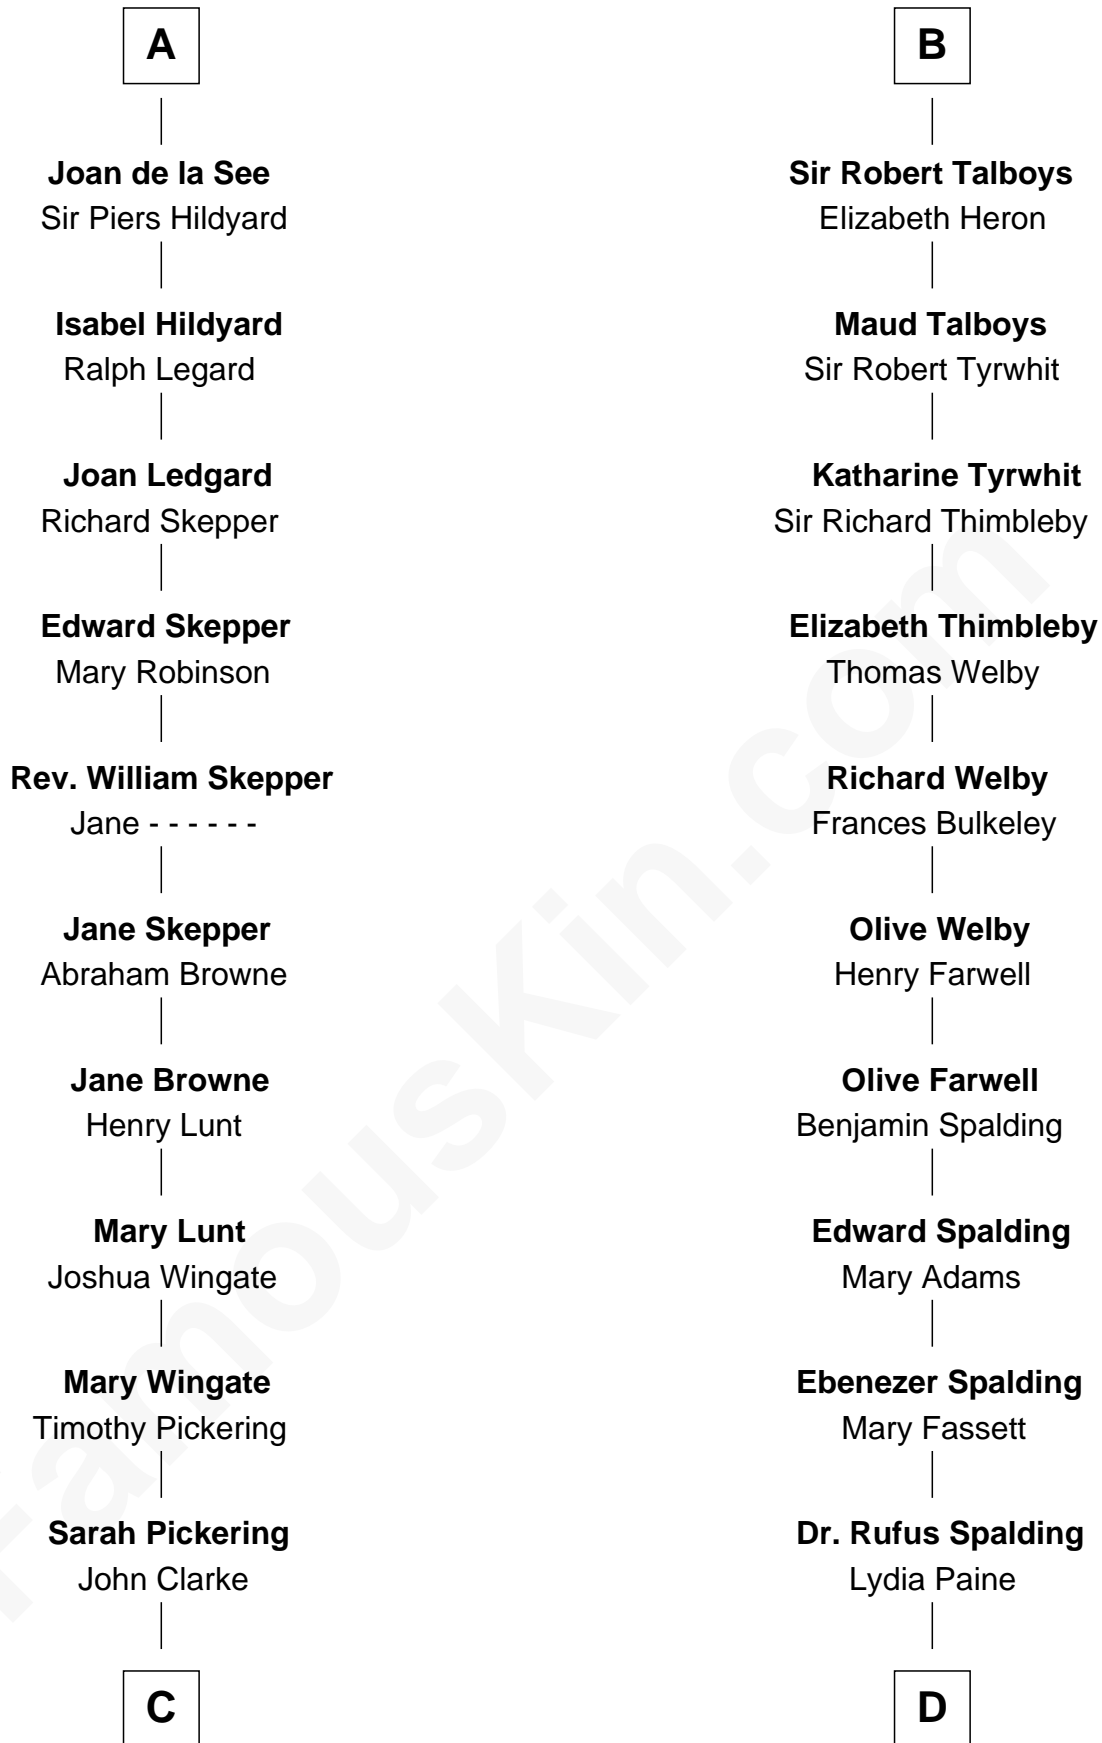 A
Joan de la See
Sir Piers Hildyard
Isabel Hildyard
Ralph Legard
Joan Ledgard
Richard Skepper
Edward Skepper
Mary Robinson
Rev. William Skepper
Jane - - - - - -
Jane Skepper
Abraham Browne
Jane Browne
Henry Lunt
Mary Lunt
Joshua Wingate
Mary Wingate
Timothy Pickering
Sarah Pickering
John Clarke
C
B
Sir Robert Talboys
Elizabeth Heron
Maud Talboys
Sir Robert Tyrwhit
Katharine Tyrwhit
Sir Richard Thimbleby
Elizabeth Thimbleby
Thomas Welby
Richard Welby
Frances Bulkeley
Olive Welby
Henry Farwell
Olive Farwell
Benjamin Spalding
Edward Spalding
Mary Adams
Ebenezer Spalding
Mary Fassett
Dr. Rufus Spalding
Lydia Paine
D
FamousKin.com